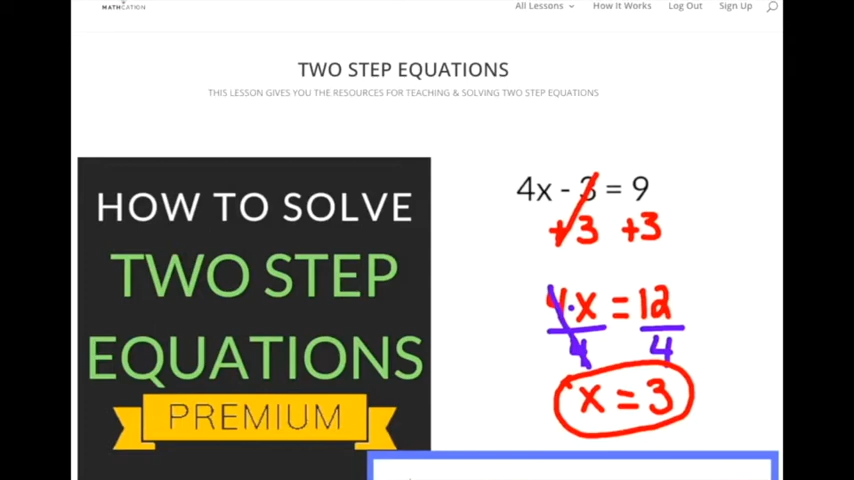 MATHCATION
All Lessons
How It Works
Log Out
Sign Up
TWO STEP EQUATIONS
THIS LESSON GIVES YOU THE RESOURCES FOR TEACHING & SOLVING TWO STEP EQUATIONS
HOW TO SOLVE
TWO STEP
EQUATIONS
PREMIUM
4x - 3 = 9
+3 +3
4·x = 12
4 4
x = 3